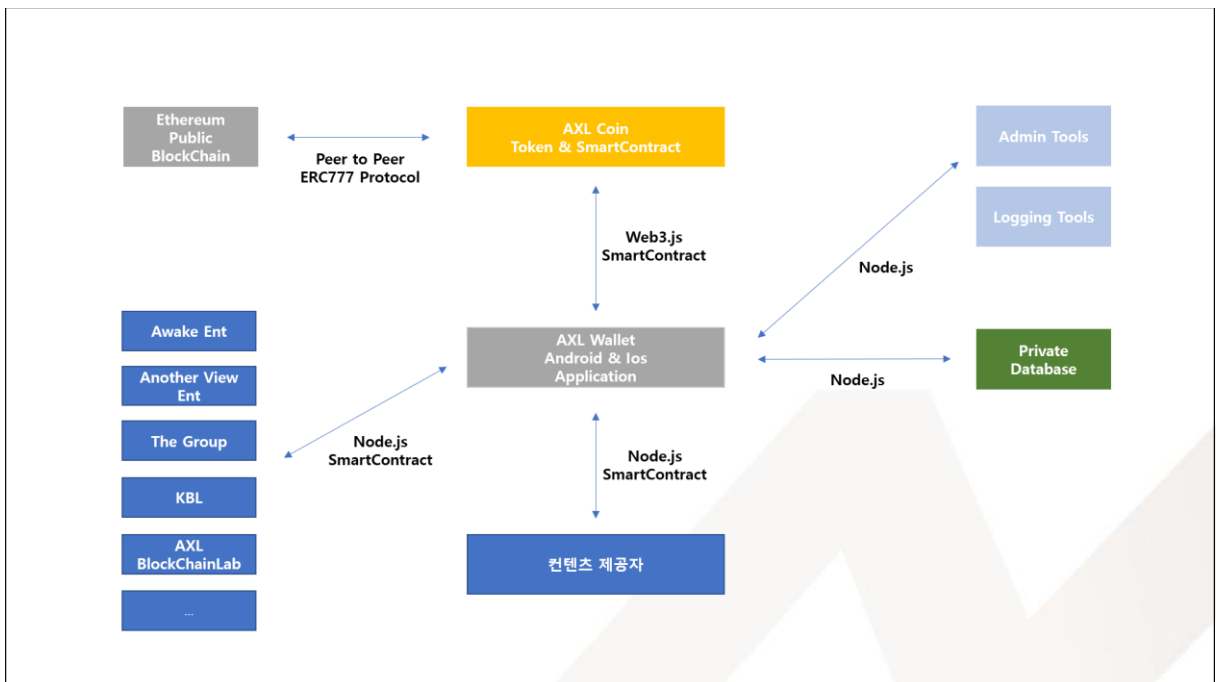 Ethereum
Public
BlockChain
Peer to Peer
ERC777 Protocol
AXL Coin
Token & SmartContract
Admin Tools
Logging Tools
Web3.js
SmartContract
Node.js
Awake Ent
Another View
Ent
The Group
KBL
AXL
BlockChainLab
...
Node.js
SmartContract
AXL Wallet
Android & Ios
Application
Node.js
Private
Database
Node.js
SmartContract
컨텐츠 제공자